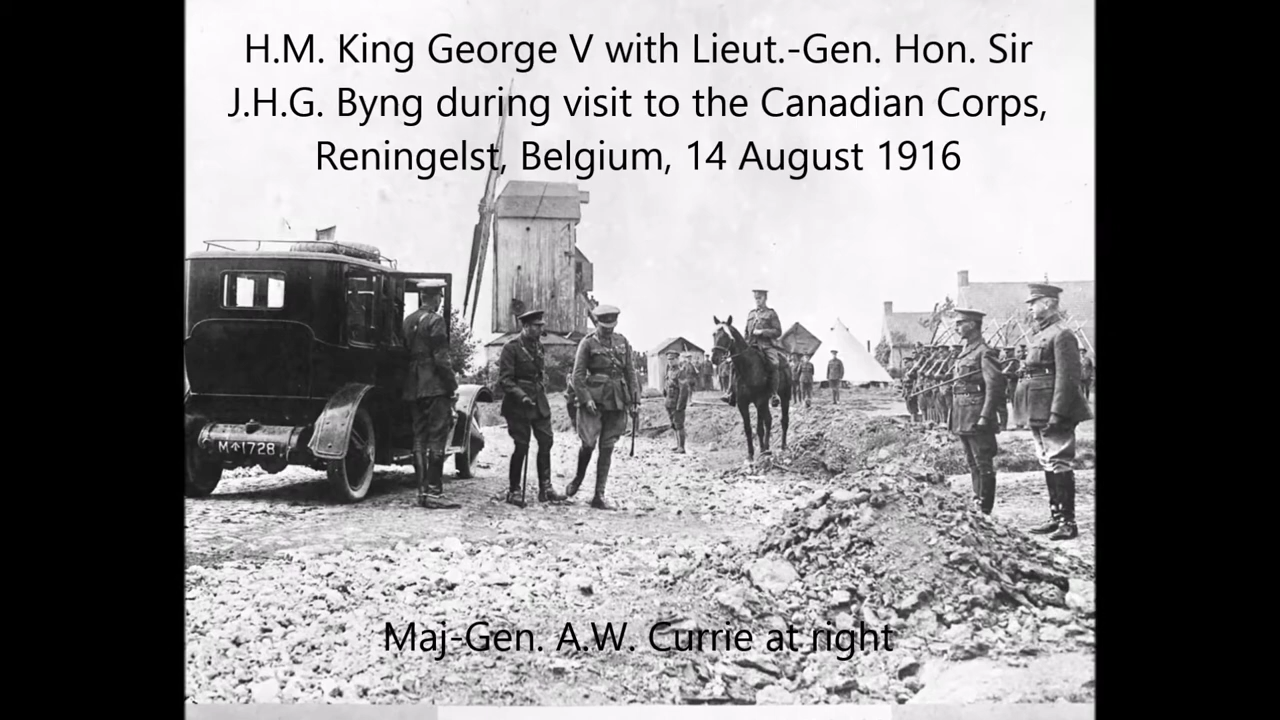 H.M. King George V with Lieut.-Gen. Hon. Sir
J.H.G. Byng during visit to the Canadian Corps,
Reningelst, Belgium, 14 August 1916
M↑1728
Maj-Gen. A.W. Currie at right